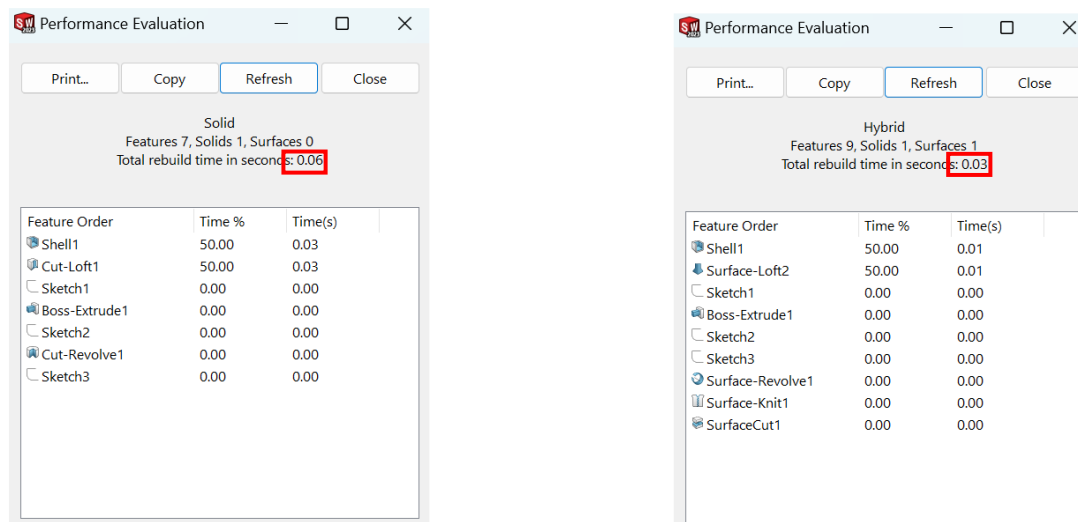 SW 2023 Performance Evaluation
Print... Copy Refresh Close
Solid
Features 7, Solids 1, Surfaces 0
Total rebuild time in seconds: 0.06
Feature Order Time % Time(s)
Shell1 50.00 0.03
Cut-Loft1 50.00 0.03
Sketch1 0.00 0.00
Boss-Extrude1 0.00 0.00
Sketch2 0.00 0.00
Cut-Revolve1 0.00 0.00
Sketch3 0.00 0.00
SW 2023 Performance Evaluation
Print... Copy Refresh Close
Hybrid
Features 9, Solids 1, Surfaces 1
Total rebuild time in seconds: 0.03
Feature Order Time % Time(s)
Shell1 50.00 0.01
Surface-Loft2 50.00 0.01
Sketch1 0.00 0.00
Boss-Extrude1 0.00 0.00
Sketch2 0.00 0.00
Sketch3 0.00 0.00
Surface-Revolve1 0.00 0.00
Surface-Knit1 0.00 0.00
SurfaceCut1 0.00 0.00